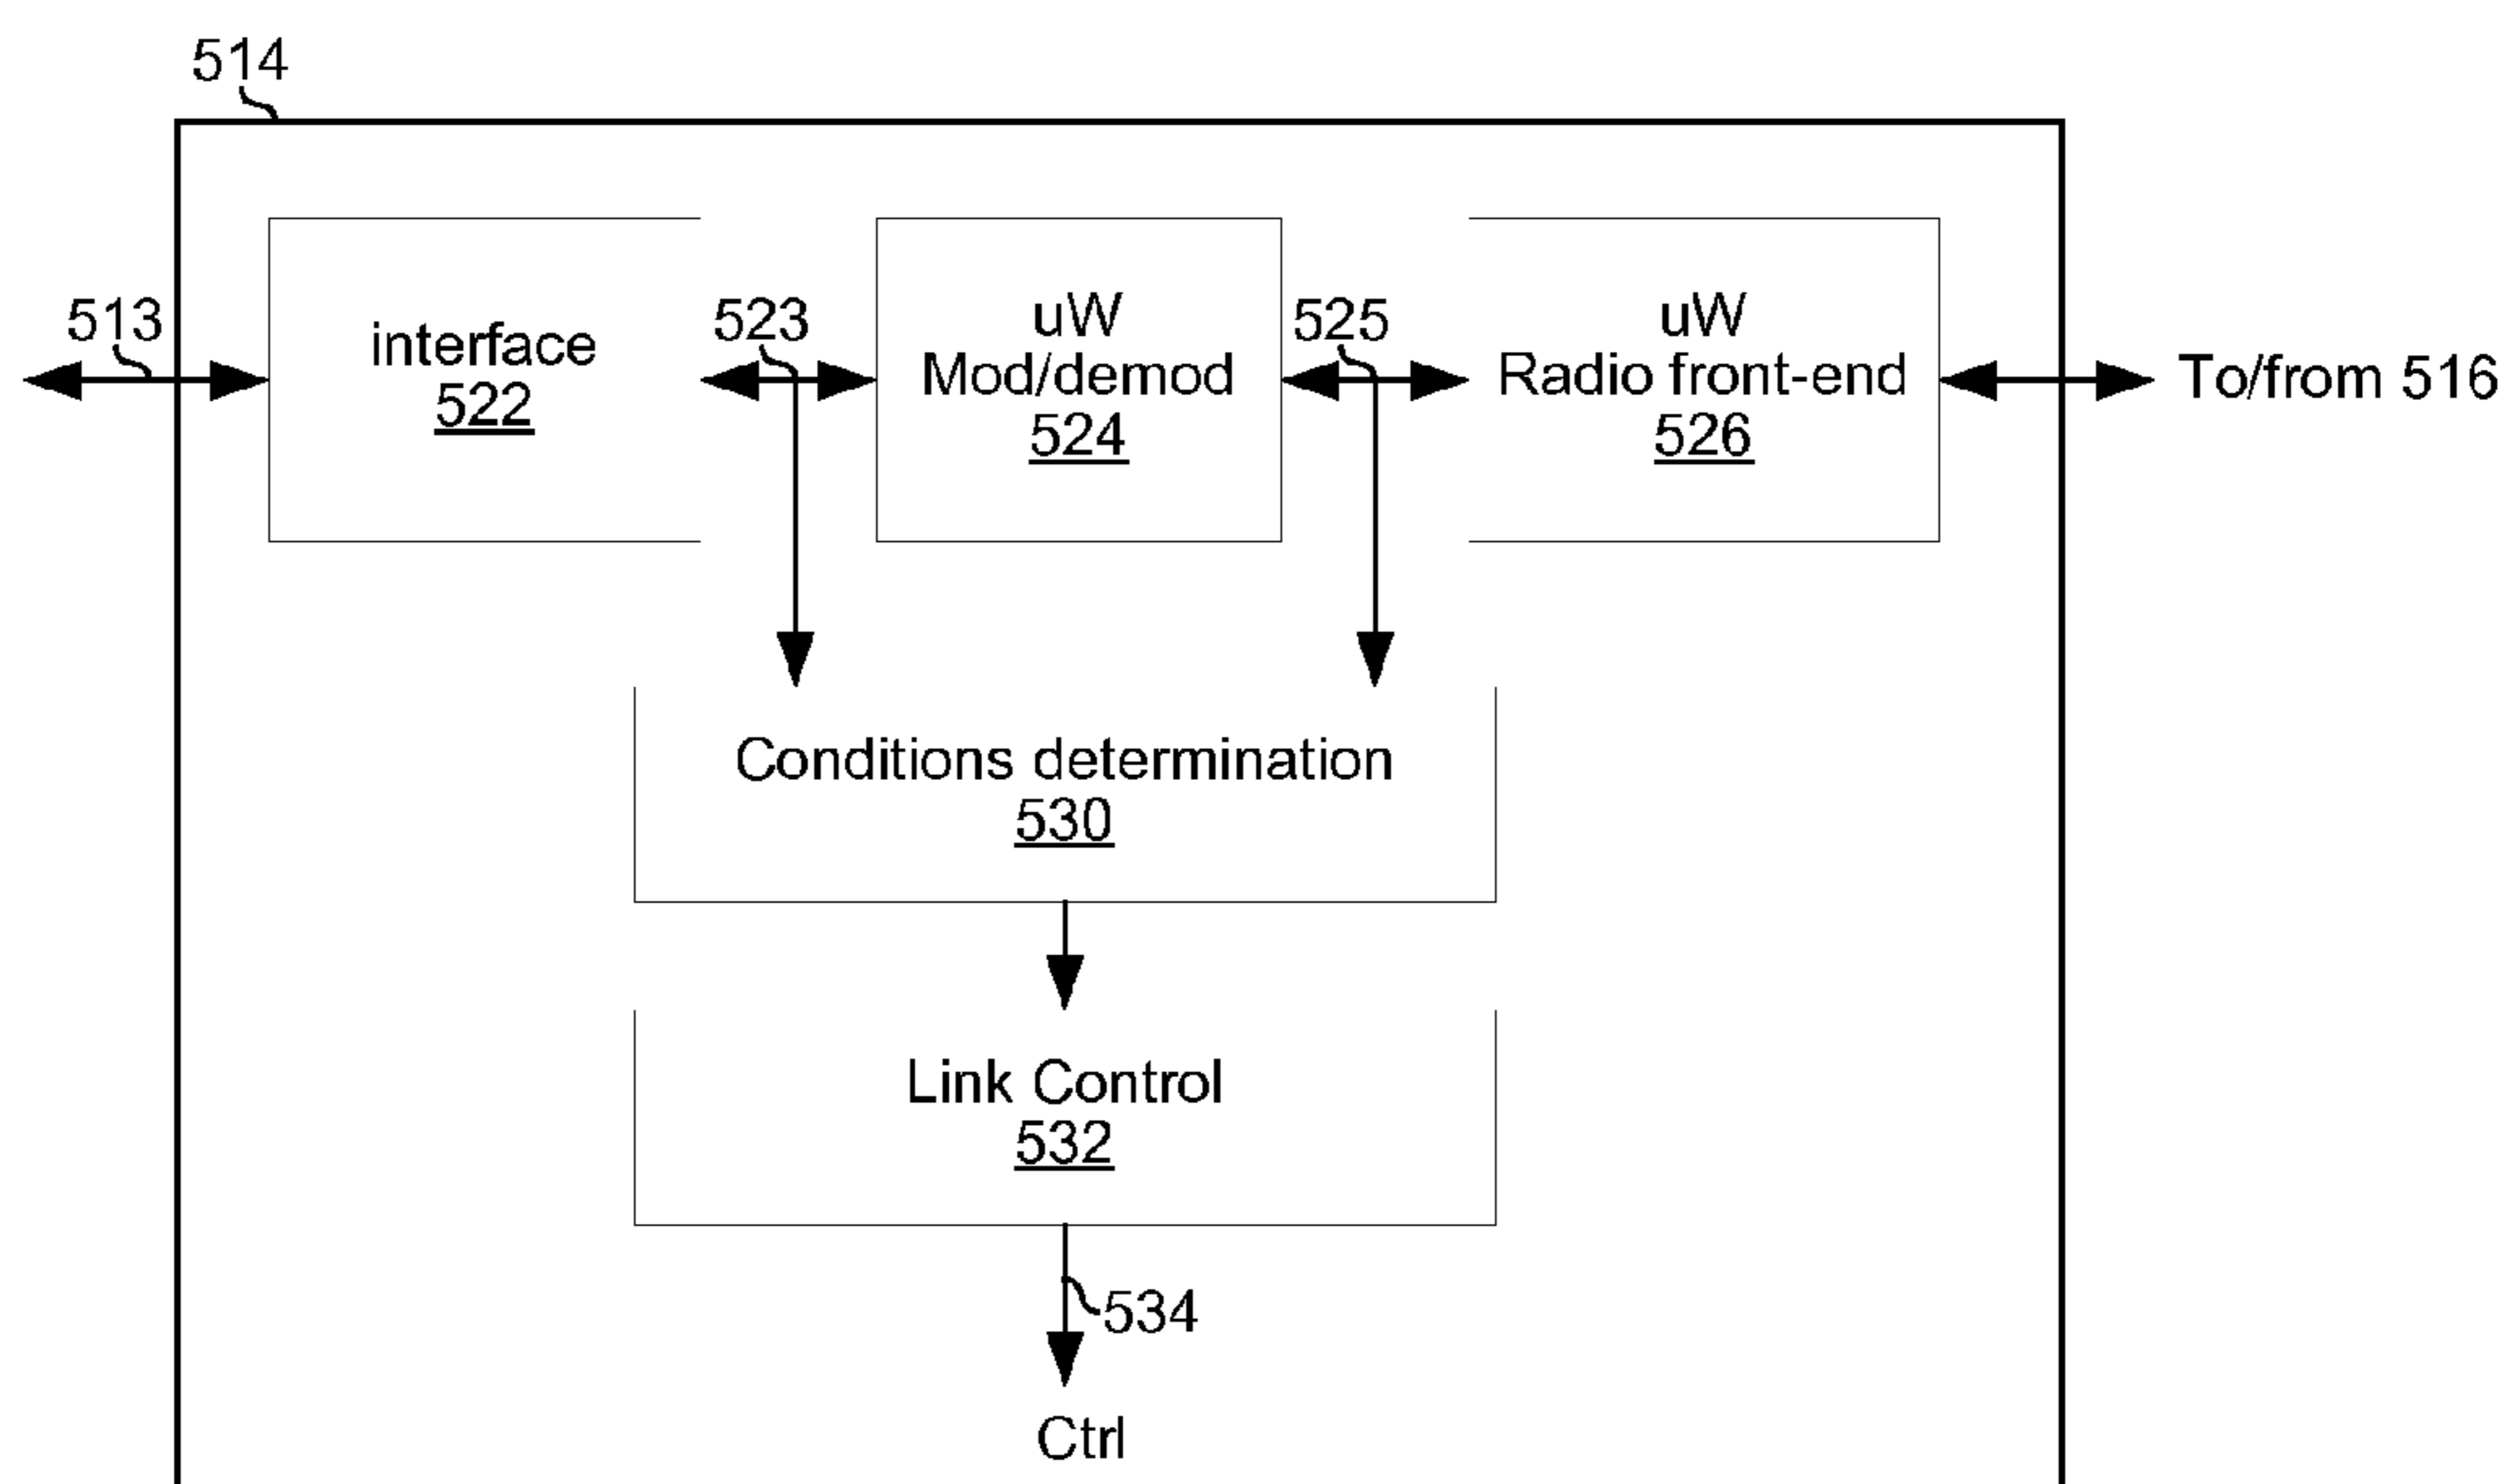 514
513
interface
522
523
uW
Mod/demod
524
525
uW
Radio front-end
526
To/from 516
Conditions determination
530
Link Control
532
534
Ctrl